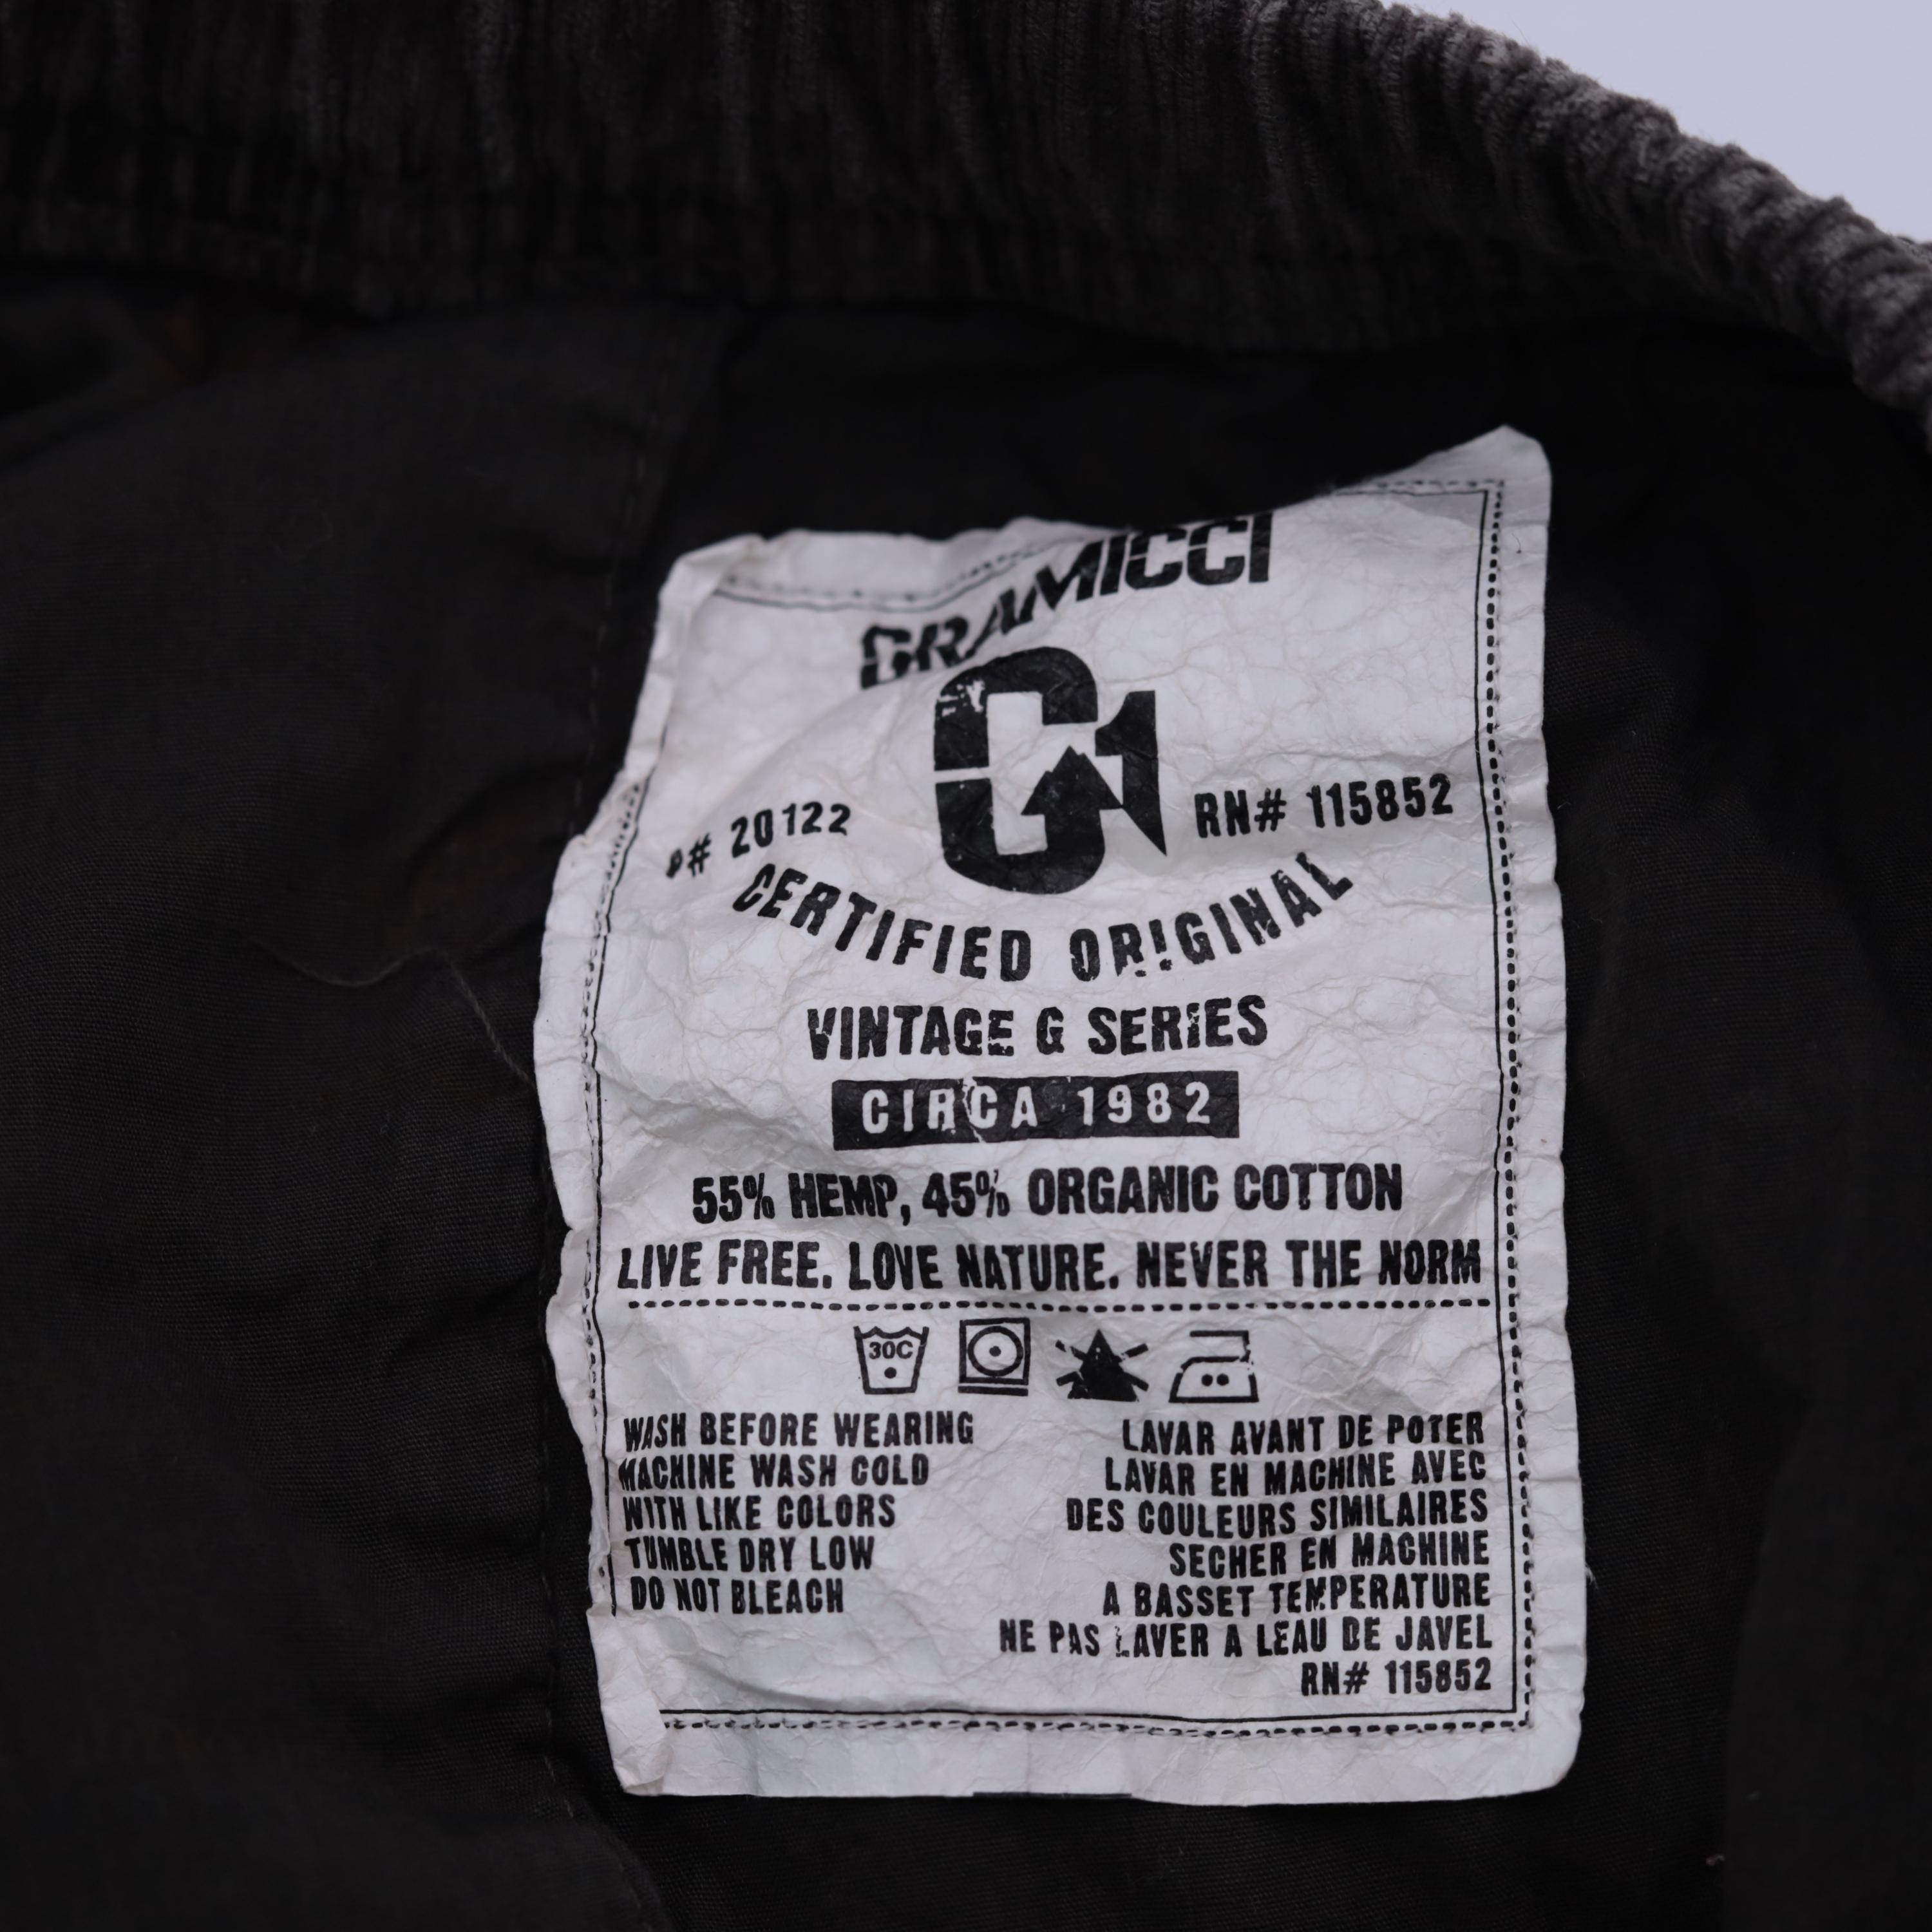 GRAMICCI
G
P# 20122
RN# 115852
CERTIFIED ORIGINAL
VINTAGE G SERIES
CIRCA 1982
55% HEMP, 45% ORGANIC COTTON
LIVE FREE. LOVE NATURE. NEVER THE NORM
30C
WASH BEFORE WEARING
MACHINE WASH COLD
WITH LIKE COLORS
TUMBLE DRY LOW
DO NOT BLEACH
LAVAR AVANT DE POTER
LAVAR EN MACHINE AVEC
DES COULEURS SIMILAIRES
SECHER EN MACHINE
A BASSET TEMPERATURE
NE PAS LAVER A LEAU DE JAVEL
RN# 115852